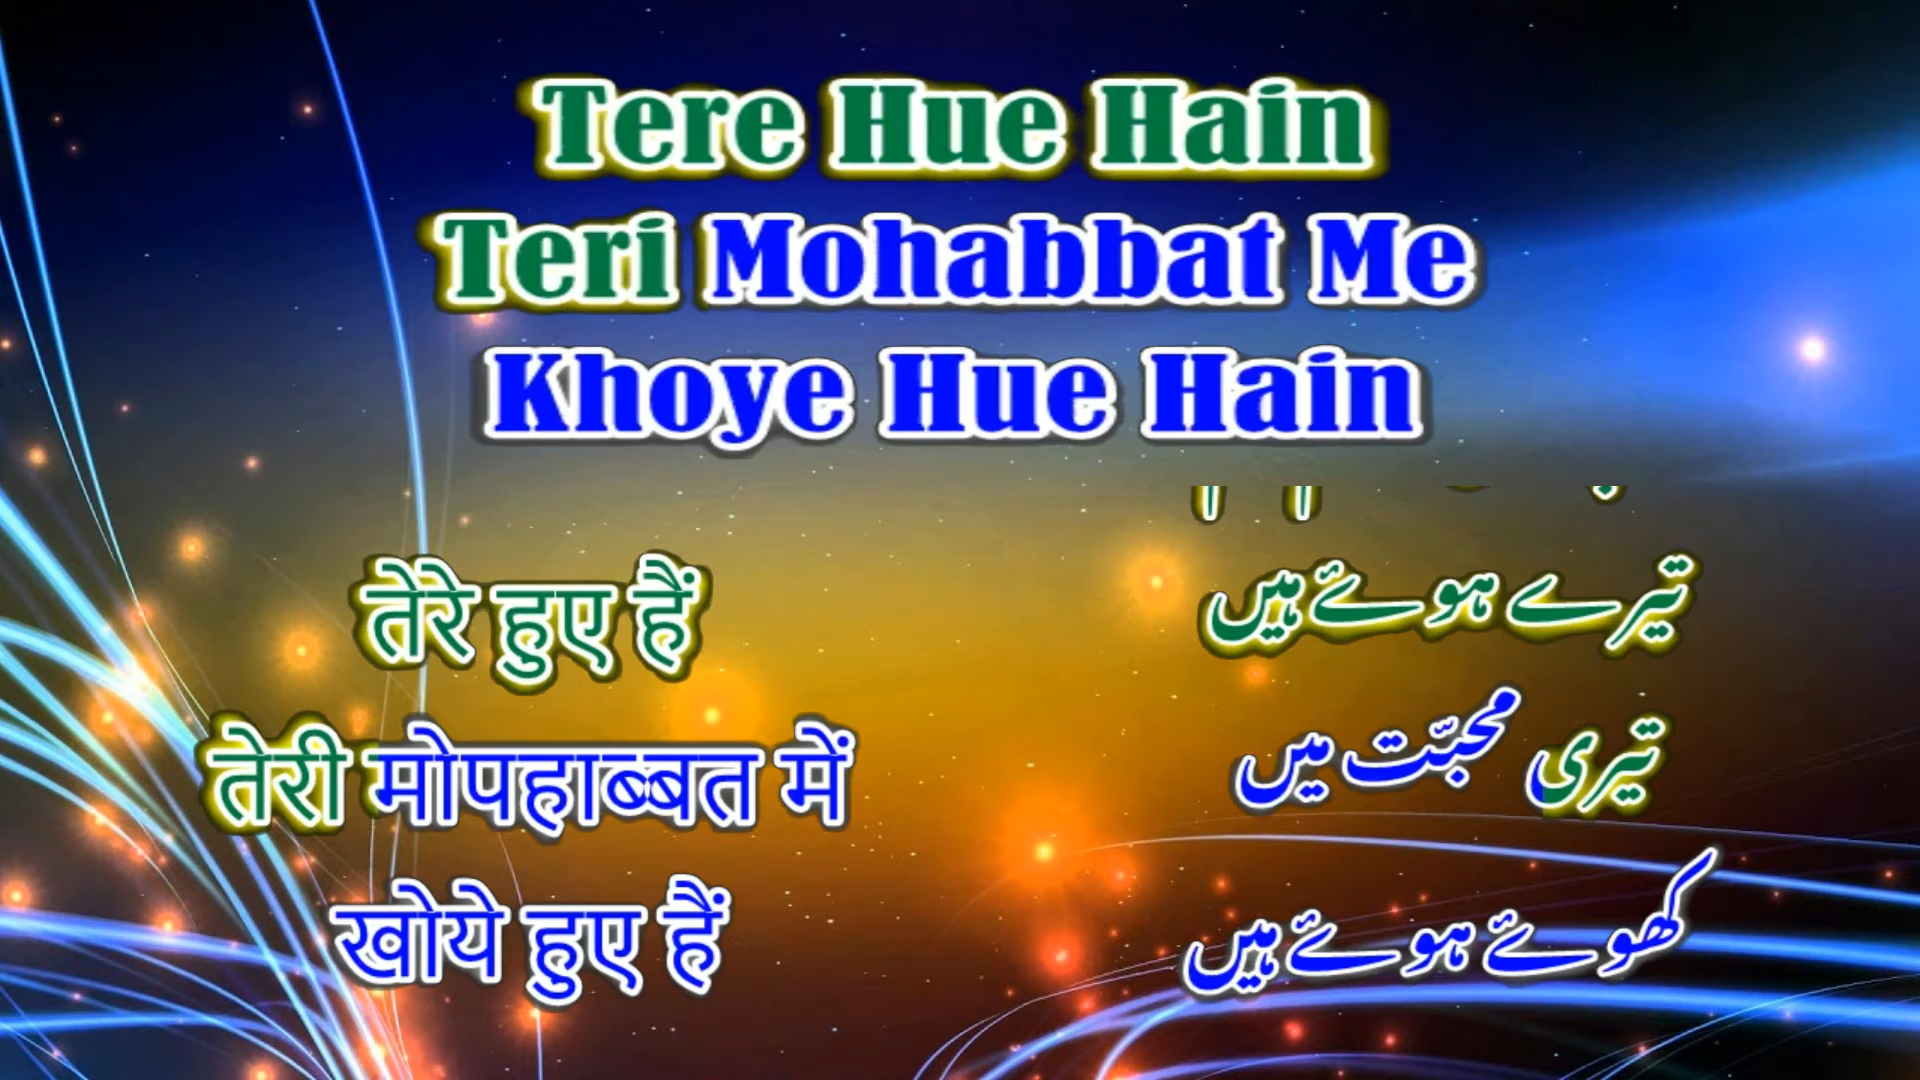 Tere Hue Hain
Teri Mohabbat Me
Khoye Hue Hain
तेरे हुए हैं
तेरी मोपहाब्बत में
खोये हुए हैं
تیرے ہوئے ہیں
تیری محبّت میں
کھوئے ہوئے ہیں